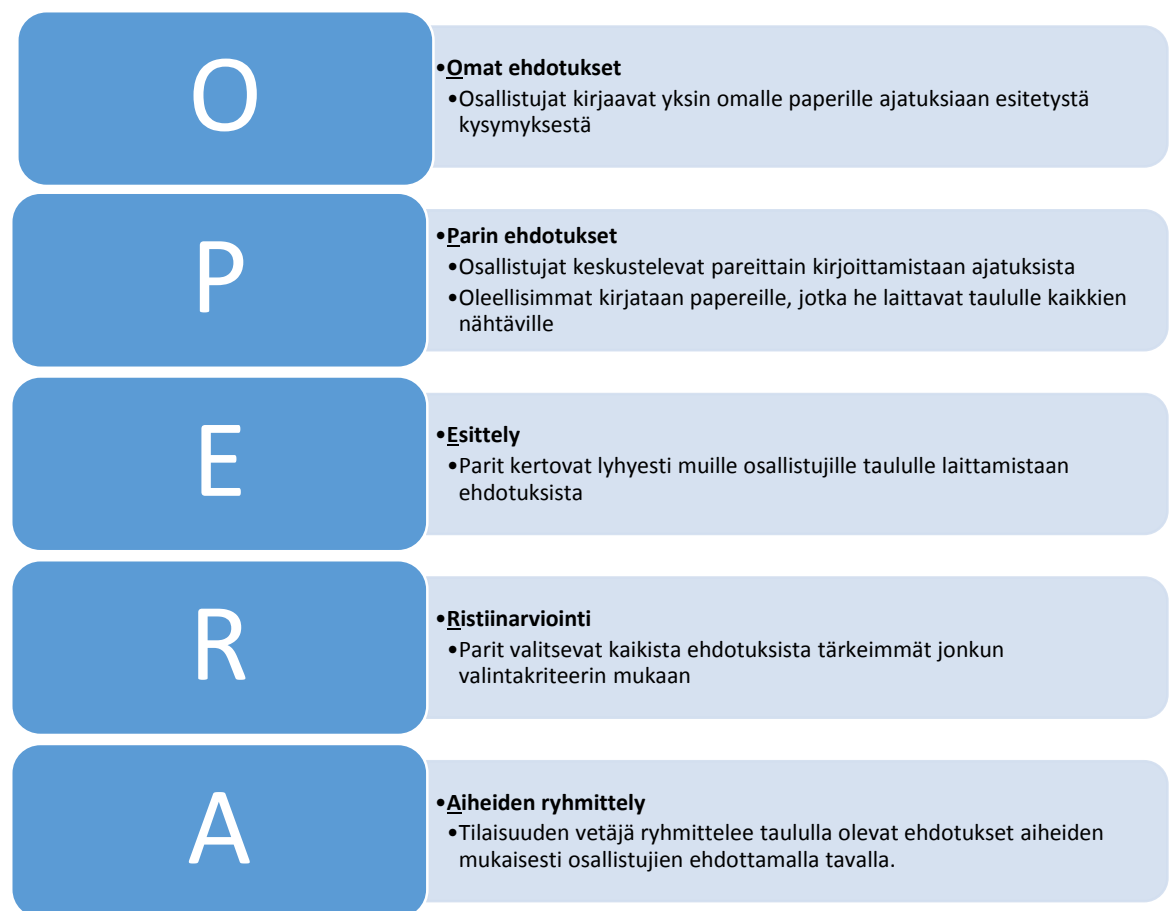 O
•Omat ehdotukset
•Osallistujat kirjaavat yksin omalle paperille ajatuksiaan esitetystä
kysymyksestä
P
•Parin ehdotukset
•Osallistujat keskustelevat pareittain kirjoittamistaan ajatuksista
•Oleellisimmat kirjataan papereille, jotka he laittavat taululle kaikkien
nähtäville
E
•Esittely
•Parit kertovat lyhyesti muille osallistujille taululle laittamistaan
ehdotuksista
R
•Ristiinarviointi
•Parit valitsevat kaikista ehdotuksista tärkeimmät jonkun
valintakriteerin mukaan
A
•Aiheiden ryhmittely
•Tilaisuuden vetäjä ryhmittelee taululla olevat ehdotukset aiheiden
mukaisesti osallistujien ehdottamalla tavalla.